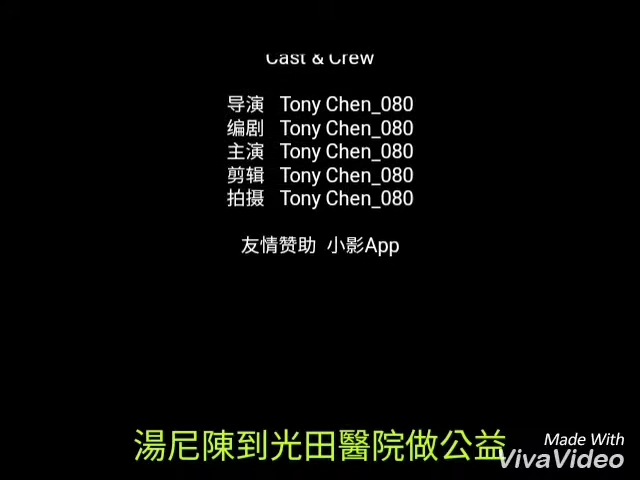 Cast & Crew
导演 Tony Chen_080
编剧 Tony Chen_080
主演 Tony Chen_080
剪辑 Tony Chen_080
拍摄 Tony Chen_080
友情赞助 小影App
湯尼陳到光田醫院做公益
Made With
VivaVideo